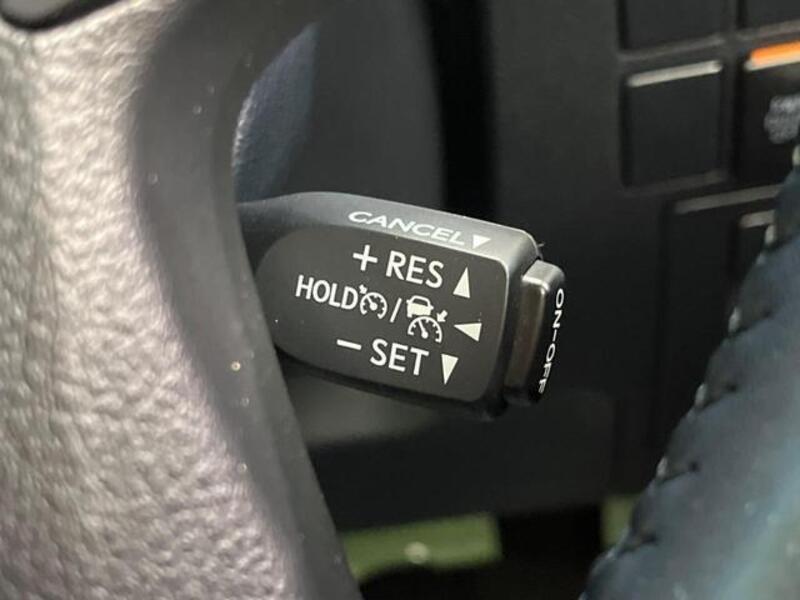 CANCEL▼
+ RES ▲
HOLD /
− SET ▼
ON-OFF